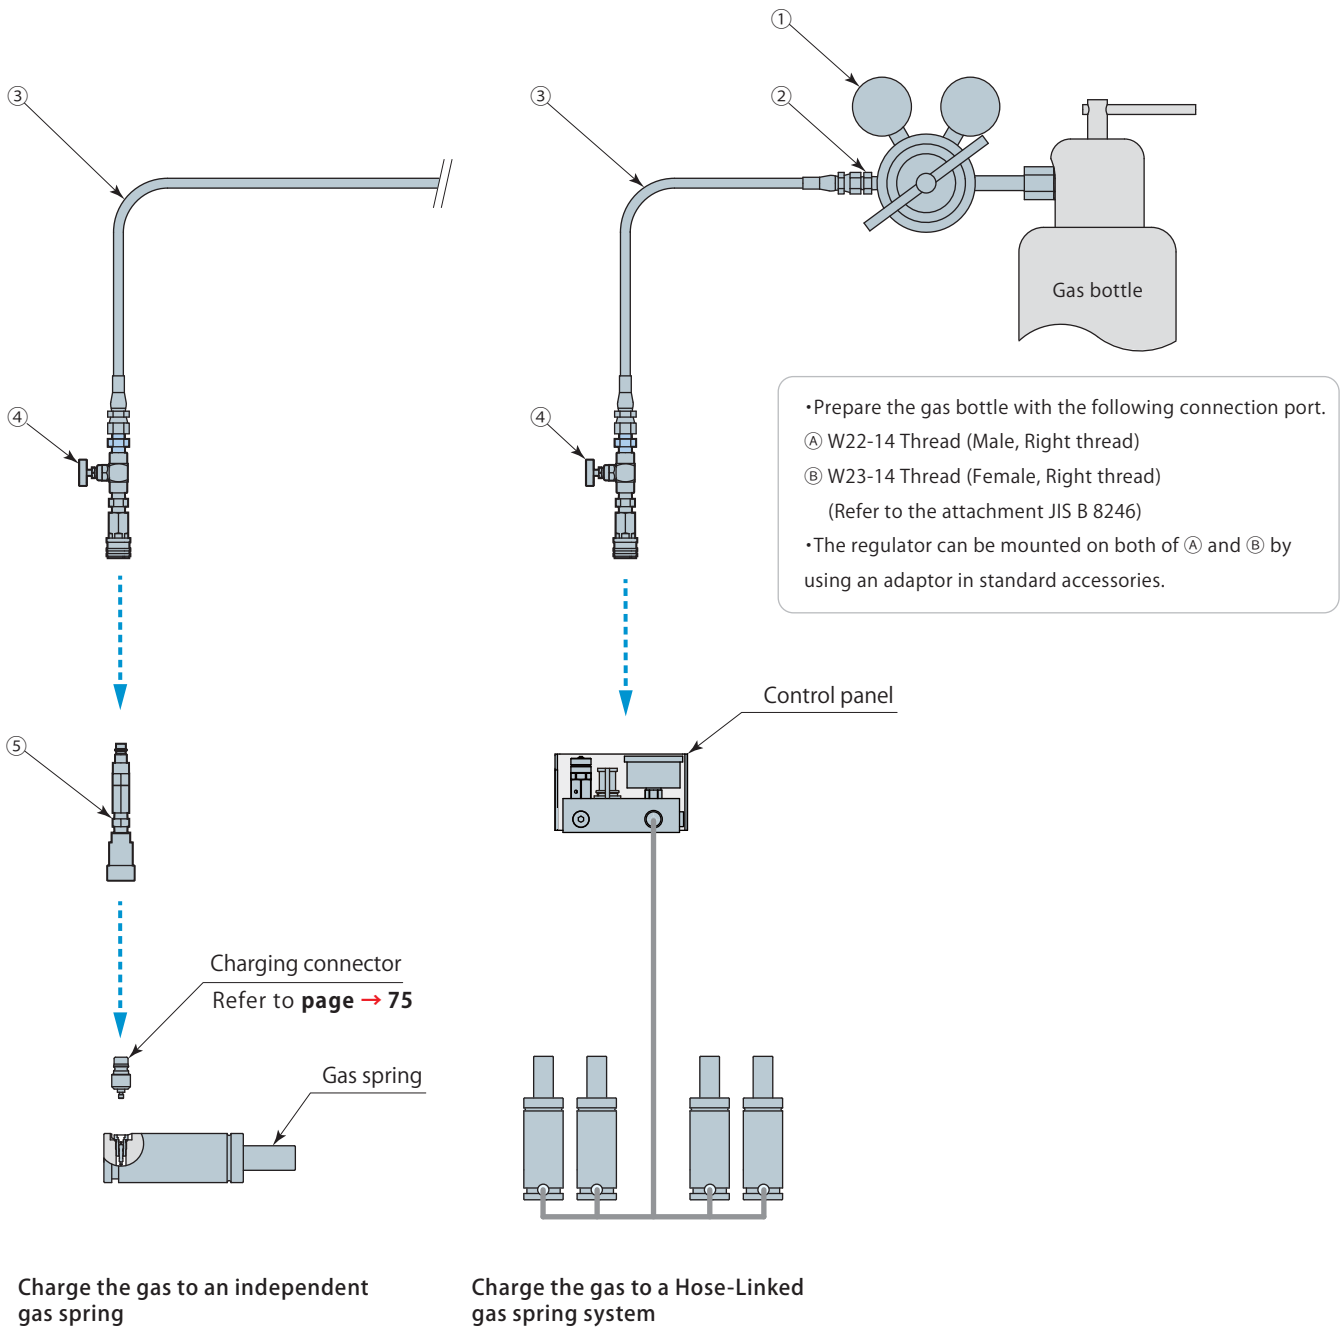 ①
③
③
②
Gas bottle
④
④
・Prepare the gas bottle with the following connection port.
Ⓐ W22-14 Thread (Male, Right thread)
Ⓑ W23-14 Thread (Female, Right thread)
(Refer to the attachment JIS B 8246)
・The regulator can be mounted on both of Ⓐ and Ⓑ by
using an adaptor in standard accessories.
Control panel
⑤
Charging connector
Refer to page → 75
Gas spring
Charge the gas to an independent
gas spring
Charge the gas to a Hose-Linked
gas spring system